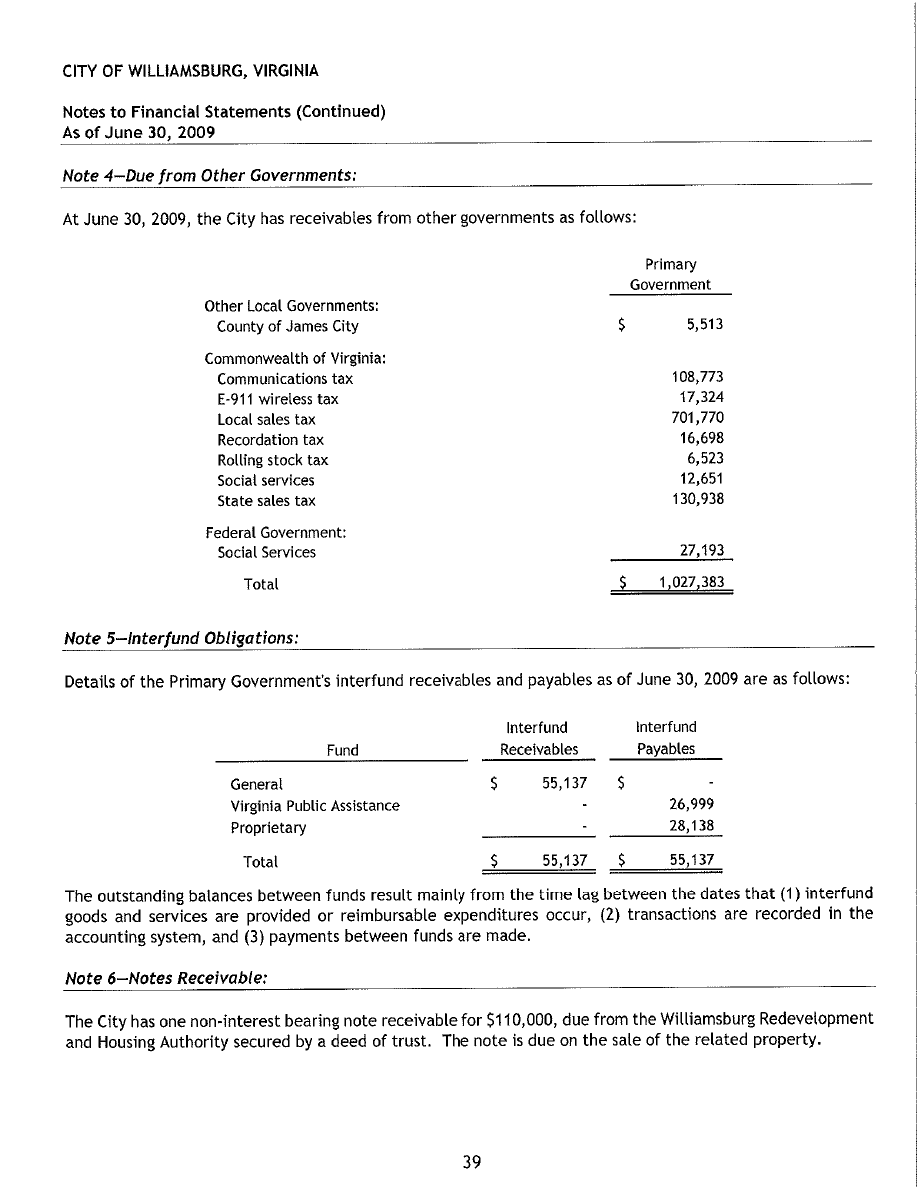 CITY OF WILLIAMSBURG, VIRGINIA
Notes to Financial Statements (Continued)
As of June 30, 2009
Note 4—Due from Other Governments:
At June 30, 2009, the City has receivables from other governments as follows:
Primary
Government
Other Local Governments:
County of James City $ 5,513
Commonwealth of Virginia:
Communications tax 108,773
E-911 wireless tax 17,324
Local sales tax 701,770
Recordation tax 16,698
Rolling stock tax 6,523
Social services 12,651
State sales tax 130,938
Federal Government:
Social Services 27,193
Total $ 1,027,383
Note 5—Interfund Obligations:
Details of the Primary Government's interfund receivables and payables as of June 30, 2009 are as follows:
Interfund Interfund
Fund Receivables Payables
General $ 55,137 $ -
Virginia Public Assistance - 26,999
Proprietary - 28,138
Total $ 55,137 $ 55,137
The outstanding balances between funds result mainly from the time lag between the dates that (1) interfund
goods and services are provided or reimbursable expenditures occur, (2) transactions are recorded in the
accounting system, and (3) payments between funds are made.
Note 6—Notes Receivable:
The City has one non-interest bearing note receivable for $110,000, due from the Williamsburg Redevelopment
and Housing Authority secured by a deed of trust. The note is due on the sale of the related property.
39